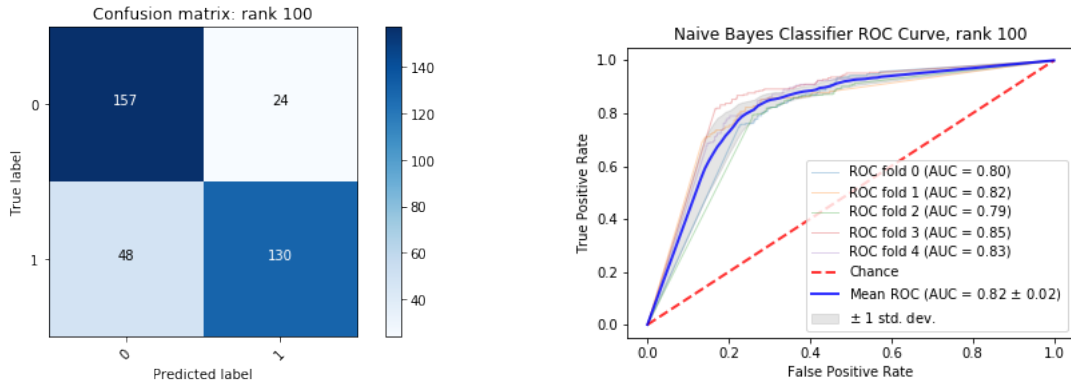 Confusion matrix: rank 100
0
1
True label
157
24
48
130
0
1
Predicted label
140
120
100
80
60
40
Naive Bayes Classifier ROC Curve, rank 100
True Positive Rate
1.0
0.8
0.6
0.4
0.2
0.0
ROC fold 0 (AUC = 0.80)
ROC fold 1 (AUC = 0.82)
ROC fold 2 (AUC = 0.79)
ROC fold 3 (AUC = 0.85)
ROC fold 4 (AUC = 0.83)
Chance
Mean ROC (AUC = 0.82 ± 0.02)
± 1 std. dev.
0.0
0.2
0.4
0.6
0.8
1.0
False Positive Rate